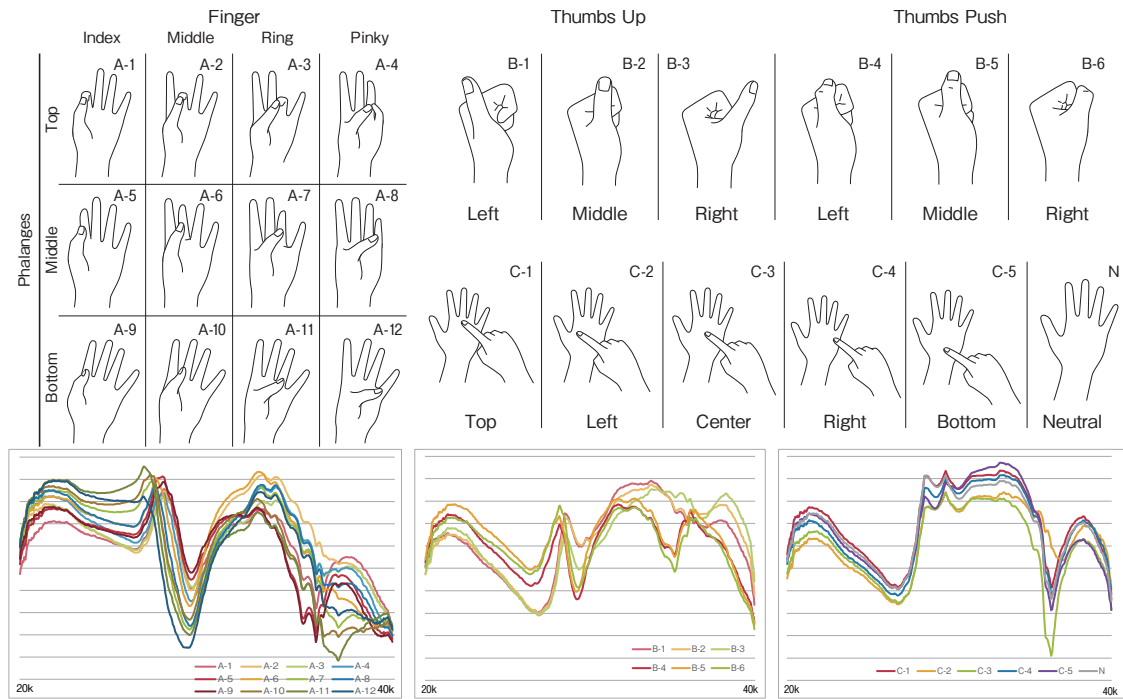 Finger
Thumbs Up
Thumbs Push
Index Middle Ring Pinky
Phalanges
Top
A-1 A-2 A-3 A-4
B-1 B-2 B-3 B-4 B-5 B-6
Middle
A-5 A-6 A-7 A-8
Left Middle Right Left Middle Right
Bottom
A-9 A-10 A-11 A-12
C-1 C-2 C-3 C-4 C-5 N
Top Left Center Right Bottom Neutral
A-1 A-2 A-3 A-4
A-5 A-6 A-7 A-8
A-9 A-10 A-11 A-12
20k 40k
B-1 B-2 B-3
B-4 B-5 B-6
20k 40k
C-1 C-2 C-3 C-4 C-5 N
20k 40k